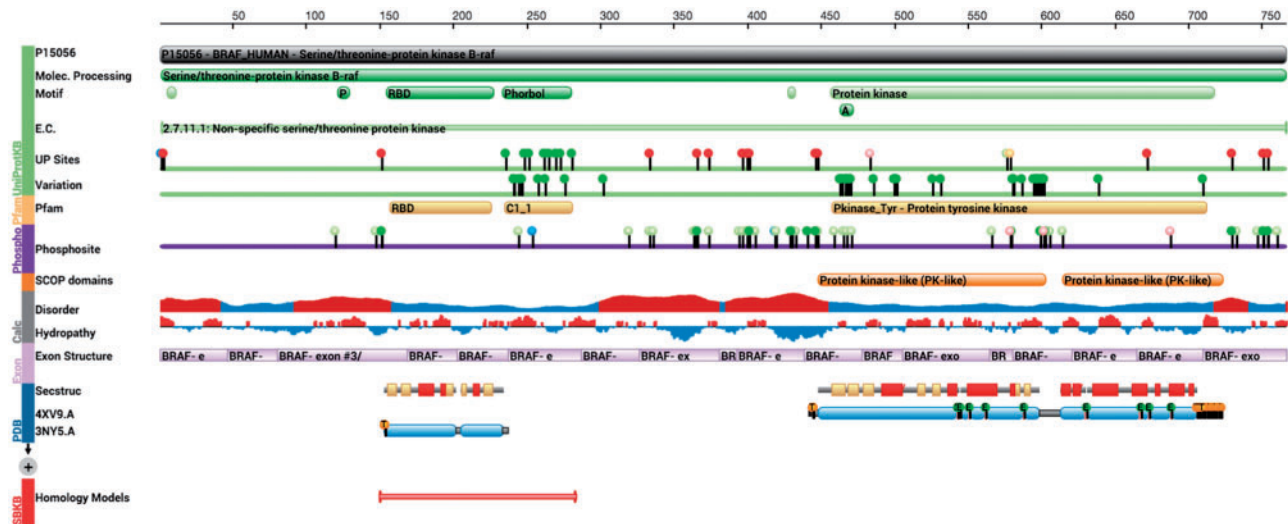 50 100 150 200 250 300 350 400 450 500 550 600 650 700 750
P15056
P15056 - BRAF_HUMAN - Serine/threonine-protein kinase B-raf
Molec. Processing
Serine/threonine-protein kinase B-raf
Motif
P RBD Phorbol Protein kinase
A
E.C.
2.7.11.1: Non-specific serine/threonine protein kinase
UniProtKB
UP Sites
Variation
Pfam
Pfam
RBD C1_1 Pkinase_Tyr - Protein tyrosine kinase
Phospho
Phosphosite
SCOP domains
Protein kinase-like (PK-like) Protein kinase-like (PK-like)
Calc
Disorder
Hydropathy
Exon
Exon Structure
BRAF- e BRAF- BRAF- exon #3/ BRAF- BRAF- BRAF- e BRAF- BRAF- ex BR BRAF- e BRAF- BRAF BRAF- exo BR BRAF- BRAF- e BRAF- e BRAF- exo
Secstruc
PDB
4XV9.A
3NY5.A
+
SBKB
Homology Models